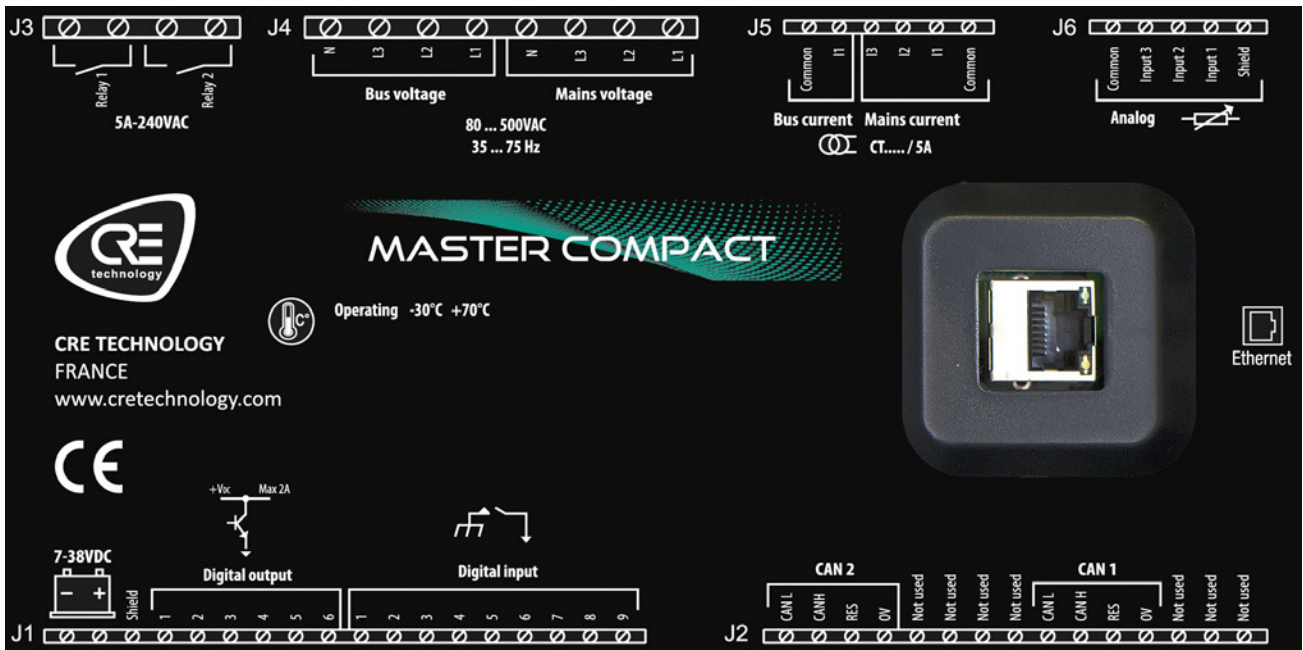 J3
Relay 1
Relay 2
5A-240VAC
J4
N L3 L2 L1 N L3 L2 L1
Bus voltage Mains voltage
80 ... 500VAC
35 ... 75 Hz
J5
Common I1 I3 I2 I1 Common
Bus current Mains current
CT..... / 5A
J6
Common Input 3 Input 2 Input 1 Shield
Analog
CRE
technology
MASTER COMPACT
C°
Operating -30°C +70°C
CRE TECHNOLOGY
FRANCE
www.cretechnology.com
Ethernet
CE
+VDC Max 2A
7-38VDC
- +
Digital output
Digital input
J1
Shield 1 2 3 4 5 6 1 2 3 4 5 6 7 8 9
CAN 2
CAN 1
J2
CAN L CANH RES 0V Not used Not used Not used Not used CAN L CAN H RES 0V Not used Not used Not used